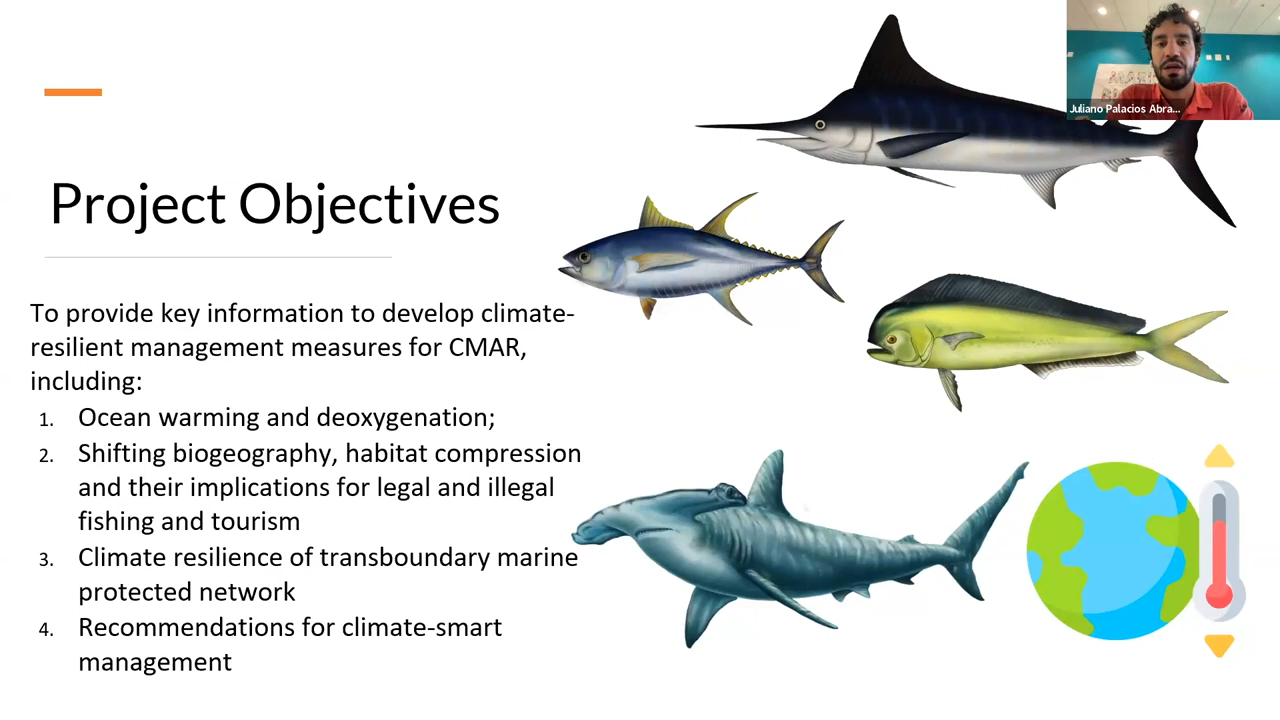 Juliano Palacios Abra...
Project Objectives
To provide key information to develop climate-
resilient management measures for CMAR,
including:
1. Ocean warming and deoxygenation;
2. Shifting biogeography, habitat compression
and their implications for legal and illegal
fishing and tourism
3. Climate resilience of transboundary marine
protected network
4. Recommendations for climate-smart
management